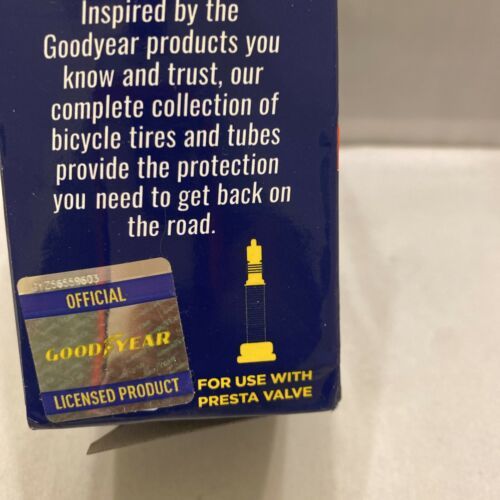 Inspired by the
Goodyear products you
know and trust, our
complete collection of
bicycle tires and tubes
provide the protection
you need to get back on
the road.
OFFICIAL
GOODYEAR
LICENSED PRODUCT
FOR USE WITH
PRESTA VALVE